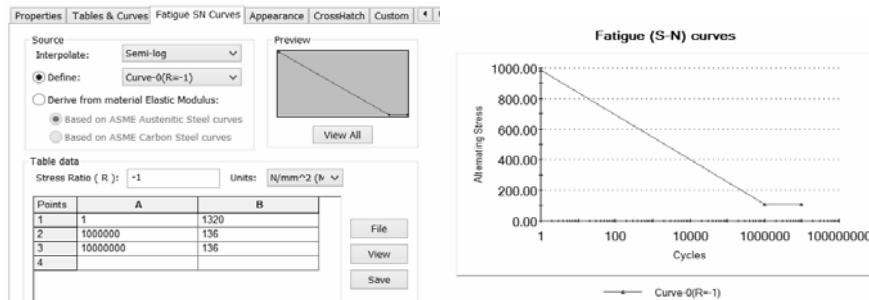 Properties Tables & Curves Fatigue SN Curves Appearance CrossHatch Custom
Source
Interpolate: Semi-log
Define: Curve-0(R=-1)
Derive from material Elastic Modulus:
Based on ASME Austenitic Steel curves
Based on ASME Carbon Steel curves
Preview
View All
Table data
Stress Ratio ( R ): -1 Units: N/mm^2 (M
Points A B
1 1 1320
2 1000000 136
3 10000000 136
4
File
View
Save
Fatigue (S-N) curves
1000.00
800.00
600.00
400.00
200.00
0.00
Alternating Stress
1 100 10000 1000000 100000000
Cycles
Curve-0(R=-1)